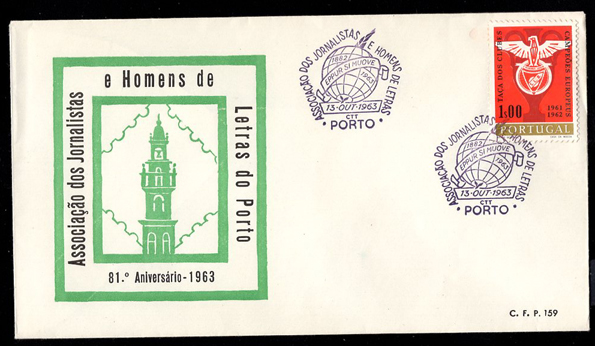 Associação dos Jornalistas
e Homens de
Letras do Porto
81.º Aniversário-1963
ASSOCIAÇÃO DOS JORNALISTAS E HOMENS DE LETRAS
1882
EPPUR SI MUOVE
1963
13-OUT-1963
CTT
• PORTO •
TAÇA DOS CLUBES
CAMPEÕES EUROPEUS
1961
1962
1$00
PORTUGAL
ASSOCIAÇÃO DOS JORNALISTAS E HOMENS DE LETRAS
1882
EPPUR SI MUOVE
1963
13-OUT-1963
CTT
• PORTO •
C. F. P. 159